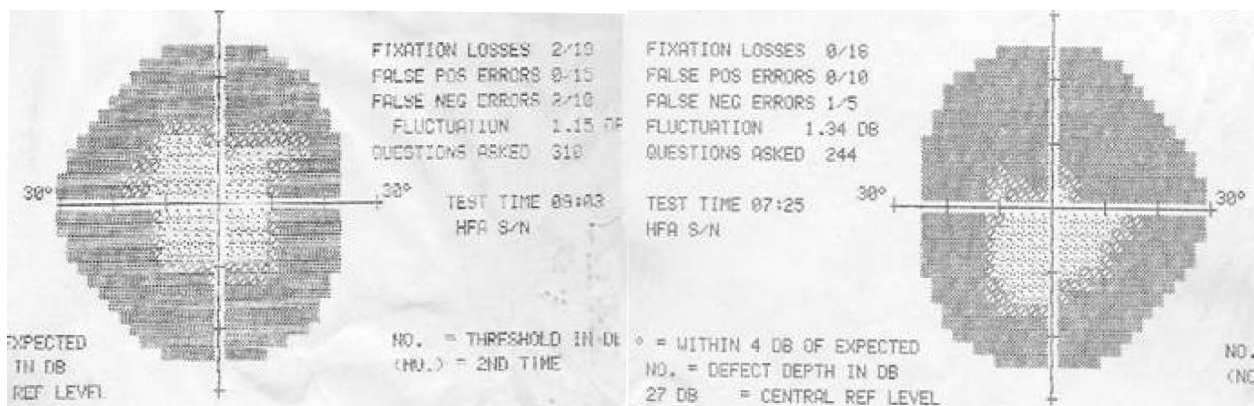 FIXATION LOSSES 2/19
FALSE POS ERRORS 0/15
FALSE NEG ERRORS 2/10
FLUCTUATION 1.15 DB
QUESTIONS ASKED 310
30° 30°
TEST TIME 09:03
HFA S/N
EXPECTED
IN DB
REF LEVEL
NO. = THRESHOLD IN DB
(NO.) = 2ND TIME
FIXATION LOSSES 0/16
FALSE POS ERRORS 0/10
FALSE NEG ERRORS 1/5
FLUCTUATION 1.34 DB
QUESTIONS ASKED 244
30°
TEST TIME 07:25
HFA S/N
° = WITHIN 4 DB OF EXPECTED
NO. = DEFECT DEPTH IN DB
27 DB = CENTRAL REF LEVEL
NO.
(NO